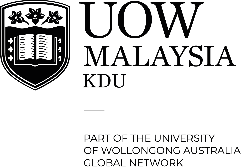 UOW
MALAYSIA
KDU
PART OF THE UNIVERSITY
OF WOLLONGONG AUSTRALIA
GLOBAL NETWORK